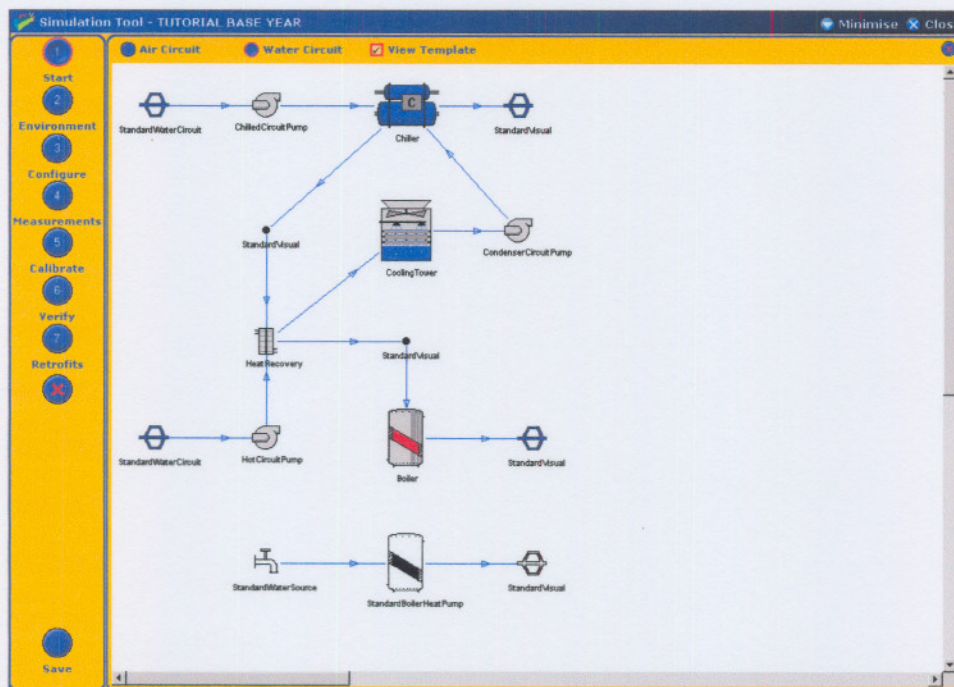 Simulation Tool - TUTORIAL BASE YEAR
Minimise
Clos
1
Start
2
Environment
3
Configure
4
Measurements
5
Calibrate
6
Verify
7
Retrofits
Save
Air Circuit
Water Circuit
View Template
StandardWaterCircuit
ChilledCircuitPump
C
Chiller
StandardVisual
StandardVisual
CoolingTower
CondenserCircuitPump
HeatRecovery
StandardVisual
StandardWaterCircuit
HotCircuitPump
Boiler
StandardVisual
StandardWaterSource
StandardBoilerHeatPump
StandardVisual